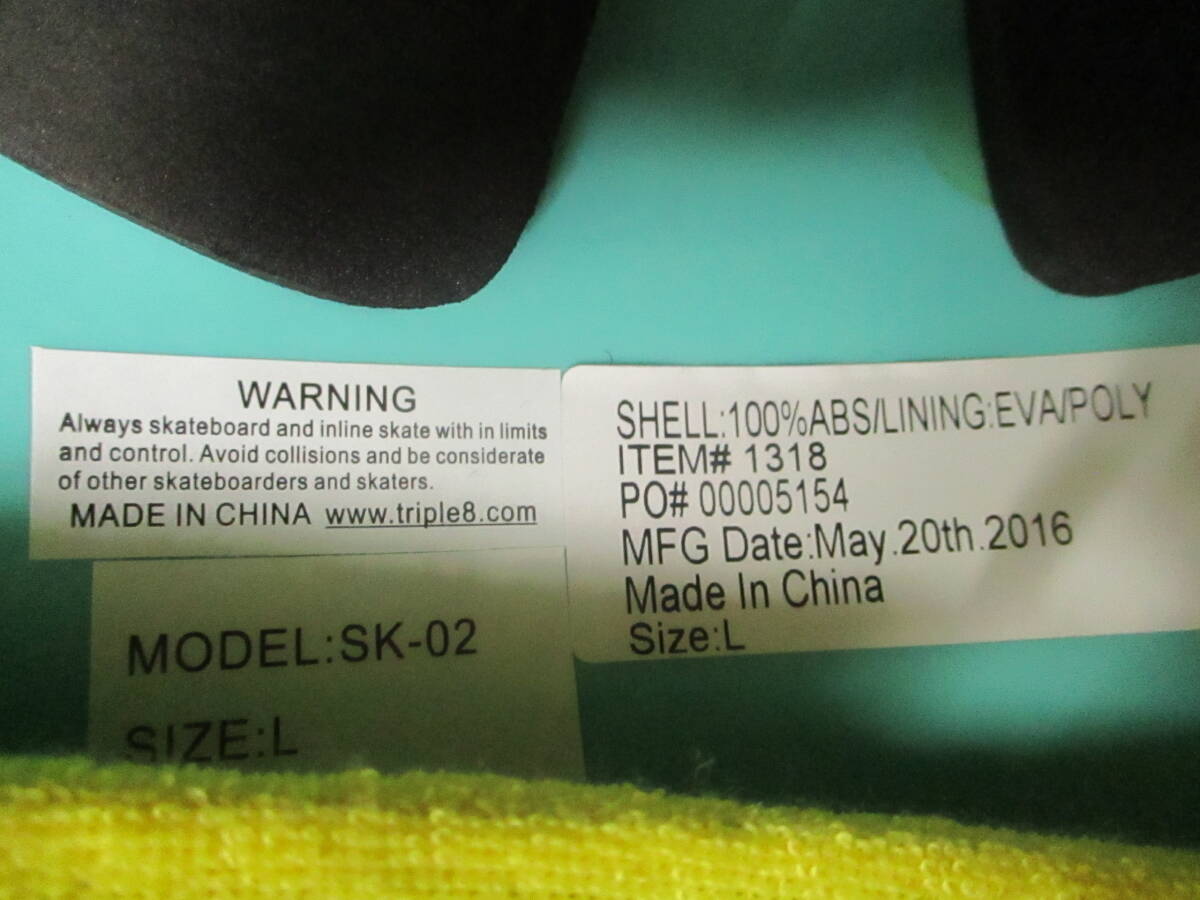 WARNING
Always skateboard and inline skate with in limits
and control. Avoid collisions and be considerate
of other skateboarders and skaters.
MADE IN CHINA www.triple8.com
MODEL:SK-02
SIZE:L
SHELL:100%ABS/LINING:EVA/POLY
ITEM# 1318
PO# 00005154
MFG Date:May.20th.2016
Made In China
Size:L